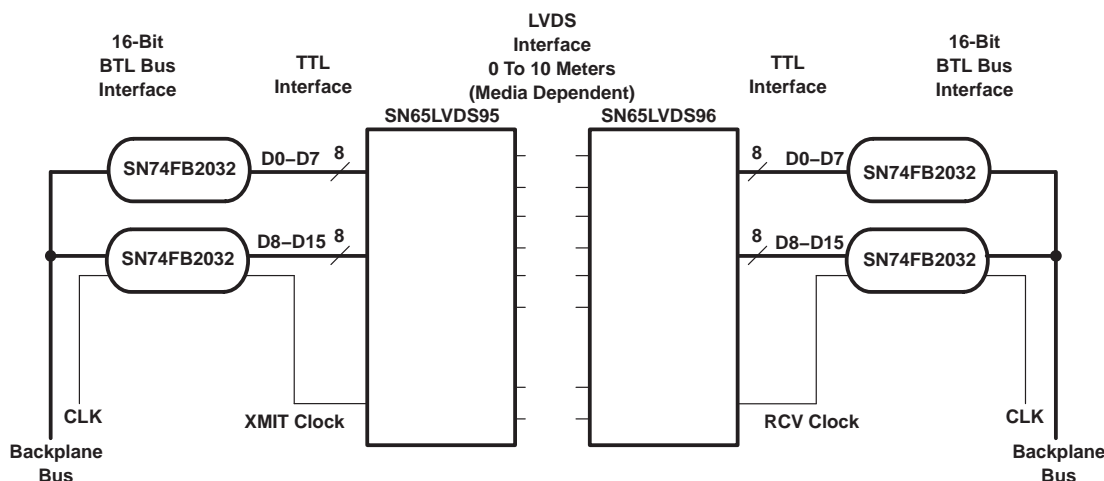 LVDS
Interface
0 To 10 Meters
(Media Dependent)
16-Bit
BTL Bus
Interface
TTL
Interface
TTL
Interface
16-Bit
BTL Bus
Interface
SN65LVDS95
SN65LVDS96
SN74FB2032
D0–D7
8
8
D0–D7
SN74FB2032
SN74FB2032
D8–D15
8
8
D8–D15
SN74FB2032
CLK
XMIT Clock
RCV Clock
CLK
Backplane
Bus
Backplane
Bus